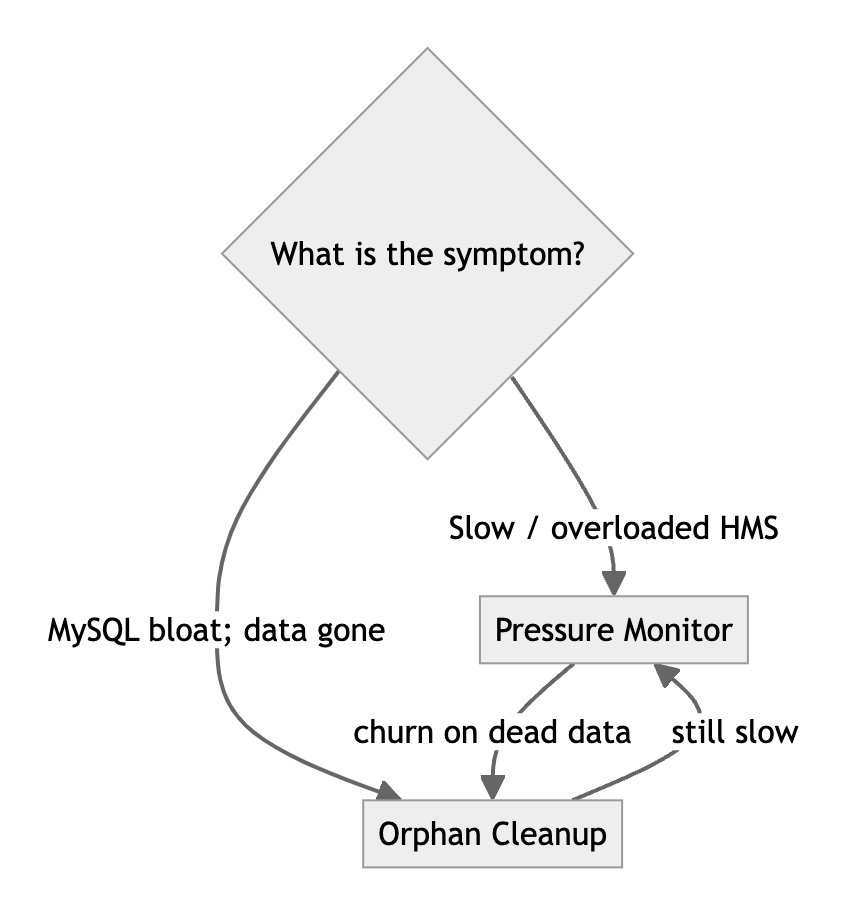 What is the symptom?
Slow / overloaded HMS
MySQL bloat; data gone
Pressure Monitor
churn on dead data
still slow
Orphan Cleanup